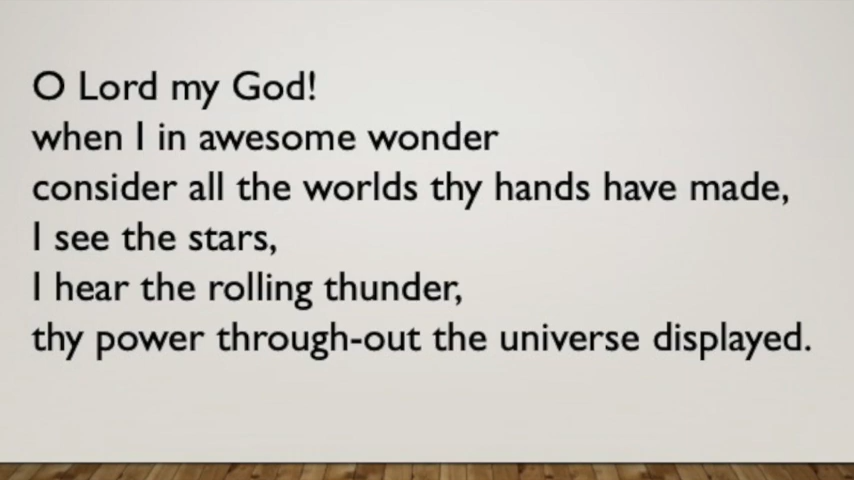 O Lord my God!
when I in awesome wonder
consider all the worlds thy hands have made,
I see the stars,
I hear the rolling thunder,
thy power through-out the universe displayed.